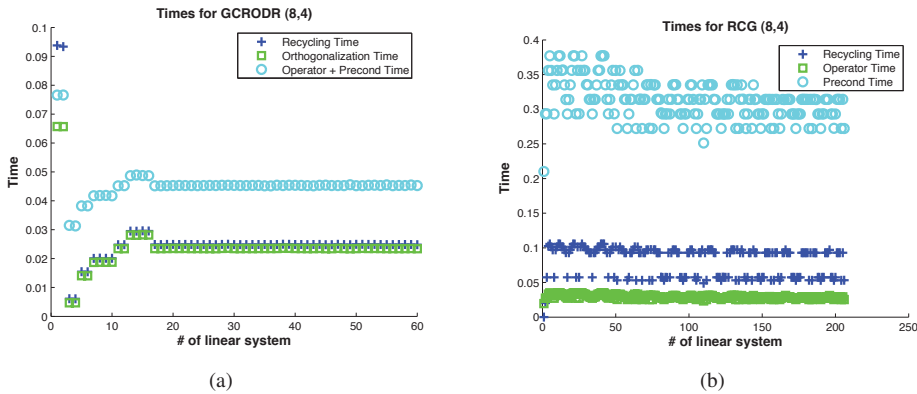 Times for GCRODR (8,4)
Recycling Time
Orthogonalization Time
Operator + Precond Time
0.1
0.09
0.08
0.07
0.06
0.05
0.04
0.03
0.02
0.01
0
Time
0 10 20 30 40 50 60
# of linear system
(a)
Times for RCG (8,4)
Recycling Time
Operator Time
Precond Time
0.4
0.35
0.3
0.25
0.2
0.15
0.1
0.05
0
Time
0 50 100 150 200 250
# of linear system
(b)